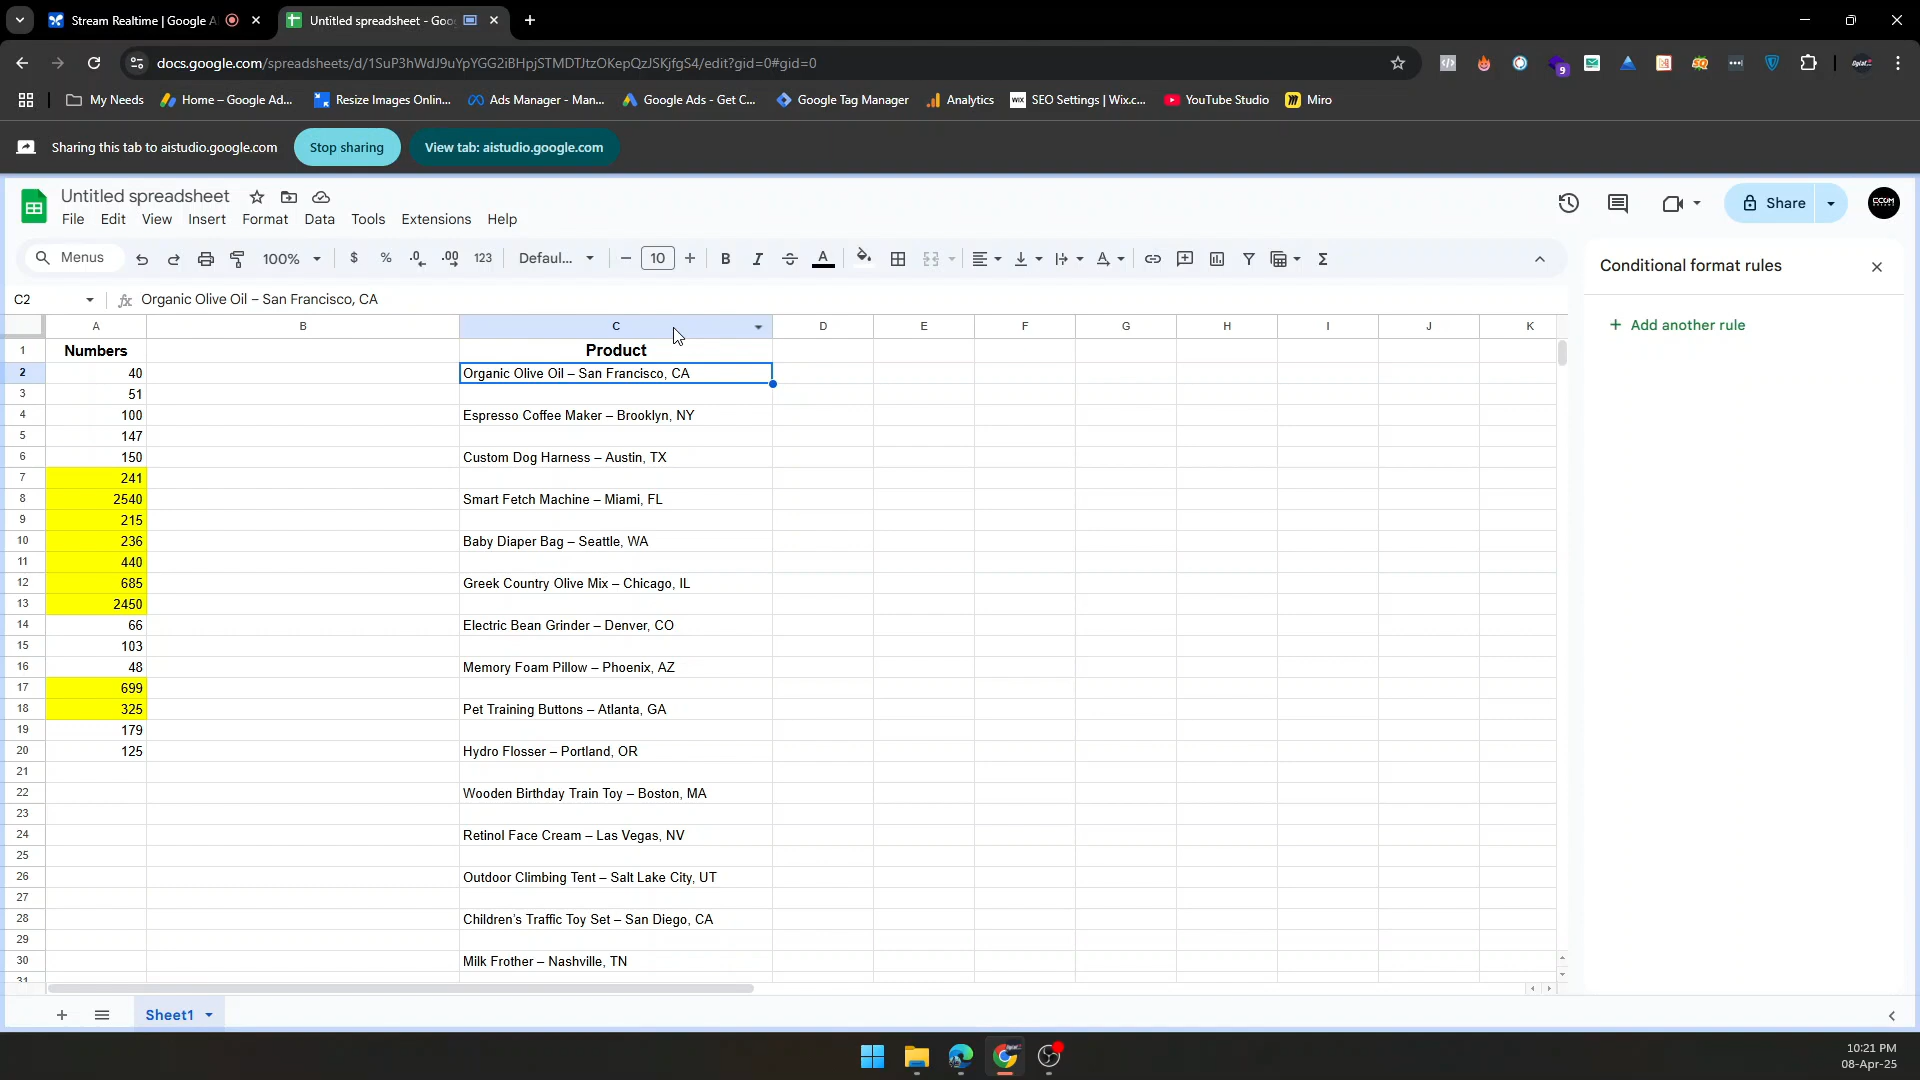 Stream Realtime | Google A
Untitled spreadsheet - Goo
docs.google.com/spreadsheets/d/1SuP3hWdJ9uYpYGG2iBHpjSTMDTJtzOKepQzJSKjfgS4/edit?gid=0#gid=0
9
My Needs
Home – Google Ad...
Resize Images Onlin...
Ads Manager - Man...
Google Ads - Get C...
Google Tag Manager
Analytics
WIX
SEO Settings | Wix.c...
YouTube Studio
Miro
Sharing this tab to aistudio.google.com
Stop sharing
View tab: aistudio.google.com
Untitled spreadsheet
File Edit View Insert Format Data Tools Extensions Help
Share
Menus
100%
$ % .0 .00 123
Defaul...
10
B I A
Conditional format rules
Add another rule
C2
fx Organic Olive Oil – San Francisco, CA
A B C D E F G H I J K
1 Numbers Product
2 40 Organic Olive Oil – San Francisco, CA
3 51
4 100 Espresso Coffee Maker – Brooklyn, NY
5 147
6 150 Custom Dog Harness – Austin, TX
7 241
8 2540 Smart Fetch Machine – Miami, FL
9 215
10 236 Baby Diaper Bag – Seattle, WA
11 440
12 685 Greek Country Olive Mix – Chicago, IL
13 2450
14 66 Electric Bean Grinder – Denver, CO
15 103
16 48 Memory Foam Pillow – Phoenix, AZ
17 699
18 325 Pet Training Buttons – Atlanta, GA
19 179
20 125 Hydro Flosser – Portland, OR
21
22 Wooden Birthday Train Toy – Boston, MA
23
24 Retinol Face Cream – Las Vegas, NV
25
26 Outdoor Climbing Tent – Salt Lake City, UT
27
28 Children's Traffic Toy Set – San Diego, CA
29
30 Milk Frother – Nashville, TN
31
Sheet1
10:21 PM
08-Apr-25